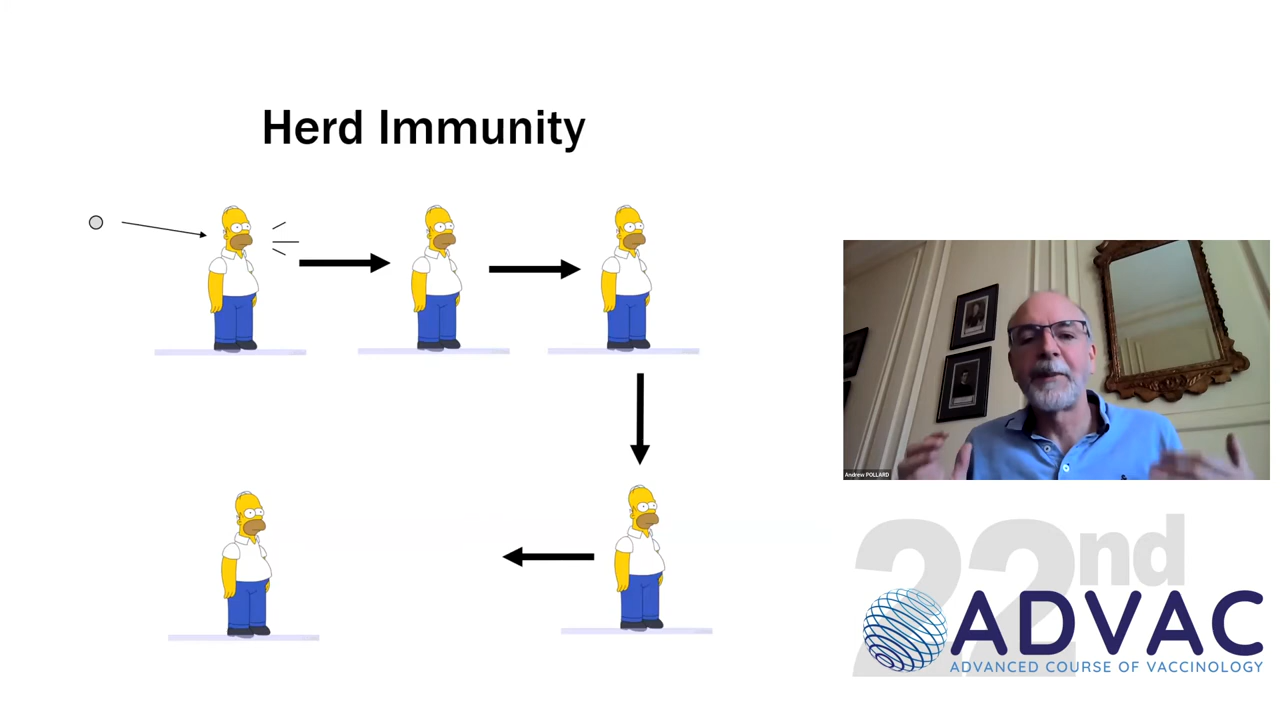 Herd Immunity
Andrew POLLARD
22nd
ADVAC
ADVANCED COURSE OF VACCINOLOGY